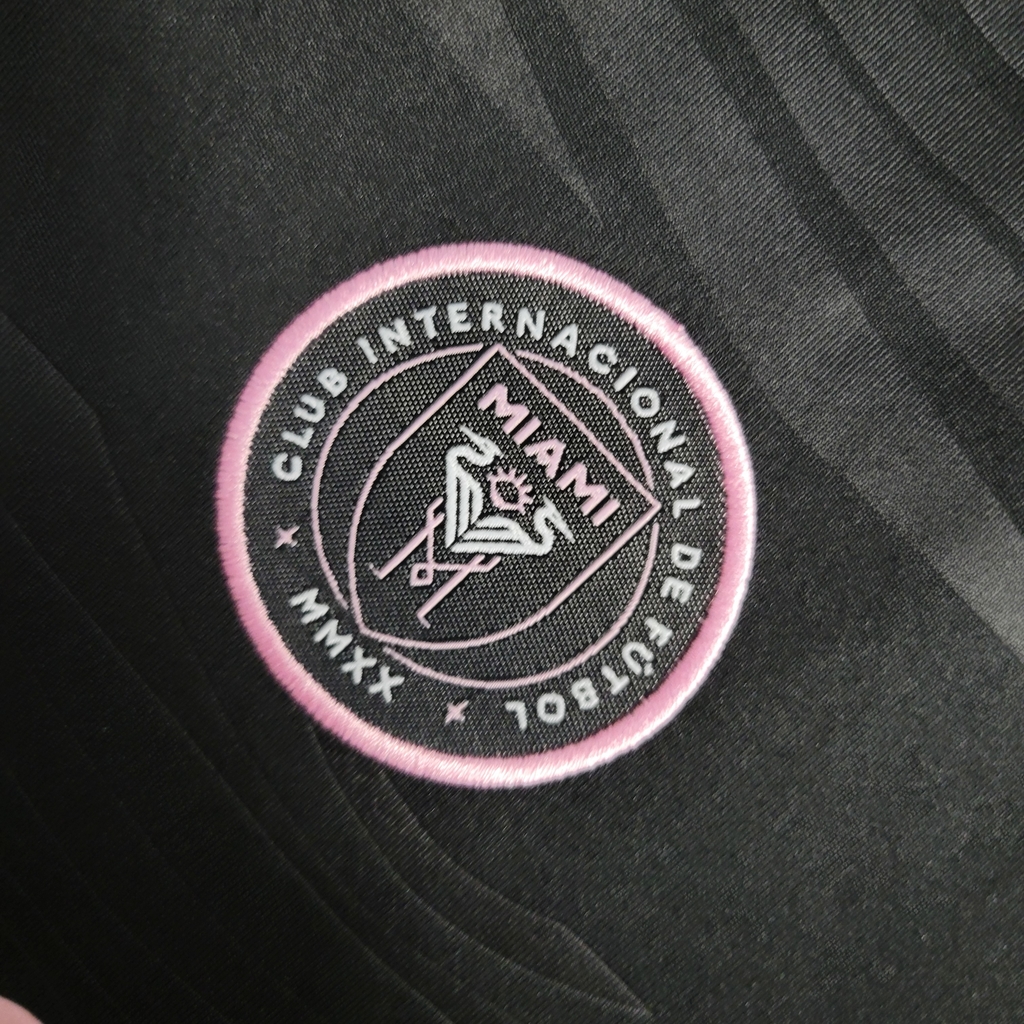 CLUB INTERNACIONAL DE FÚTBOL
MMXX
MIAMI